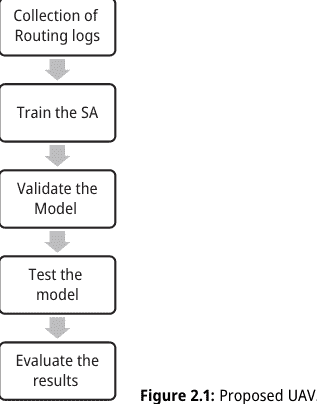 Collection of
Routing logs
Train the SA
Validate the
Model
Test the
model
Evaluate the
results
Figure 2.1: Proposed UAV